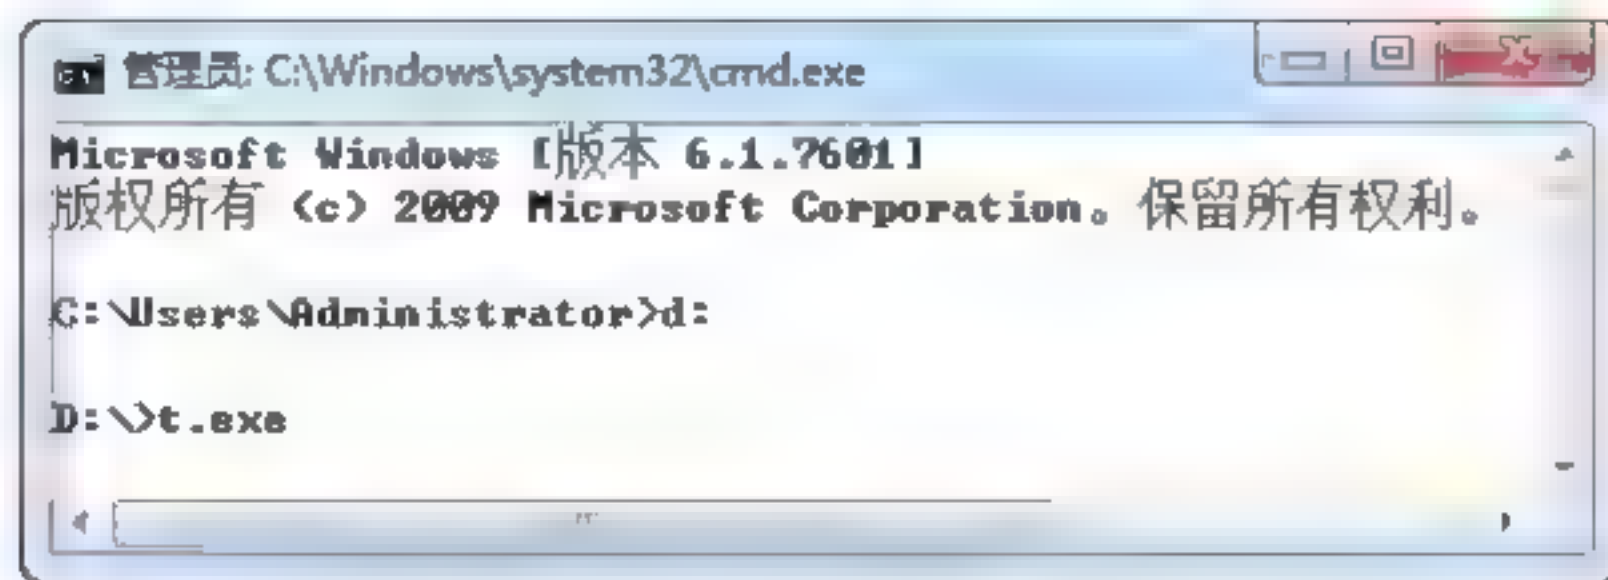 管理员: C:\Windows\system32\cmd.exe
Microsoft Windows [版本 6.1.7601]
版权所有 (c) 2009 Microsoft Corporation。保留所有权利。
C:\Users\Administrator>d:
D:\>t.exe